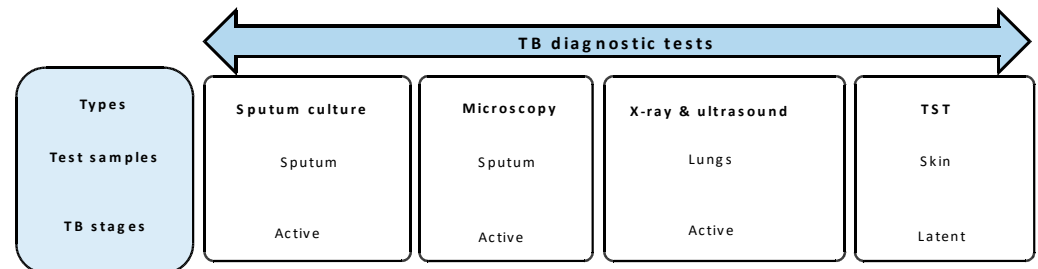 TB diagnostic tests
Types
Sputum culture
Microscopy
X-ray & ultrasound
TST
Test samples
Sputum
Sputum
Lungs
Skin
TB stages
Active
Active
Active
Latent